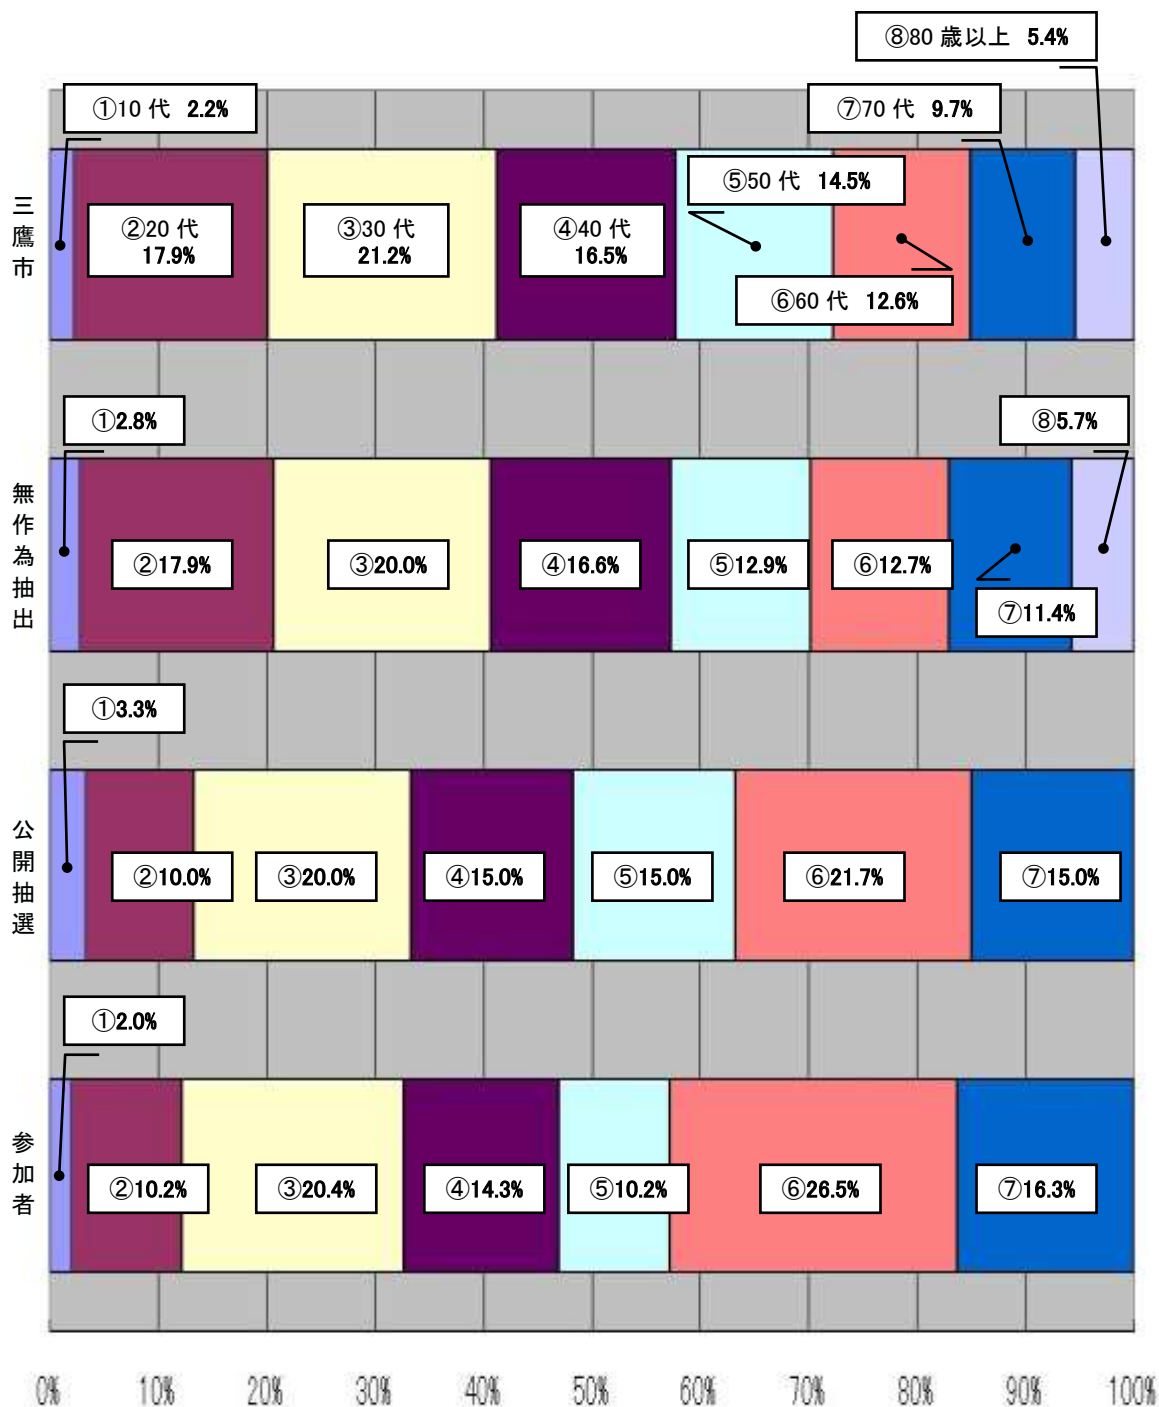 ⑧80 歳以上 5.4%
①10 代 2.2%
⑦70 代 9.7%
三鷹市
②20 代
17.9%
③30 代
21.2%
④40 代
16.5%
⑤50 代 14.5%
⑥60 代 12.6%
①2.8%
⑧5.7%
無作為抽出
②17.9%
③20.0%
④16.6%
⑤12.9%
⑥12.7%
⑦11.4%
①3.3%
公開抽選
②10.0%
③20.0%
④15.0%
⑤15.0%
⑥21.7%
⑦15.0%
①2.0%
参加者
②10.2%
③20.4%
④14.3%
⑤10.2%
⑥26.5%
⑦16.3%
0% 10% 20% 30% 40% 50% 60% 70% 80% 90% 100%